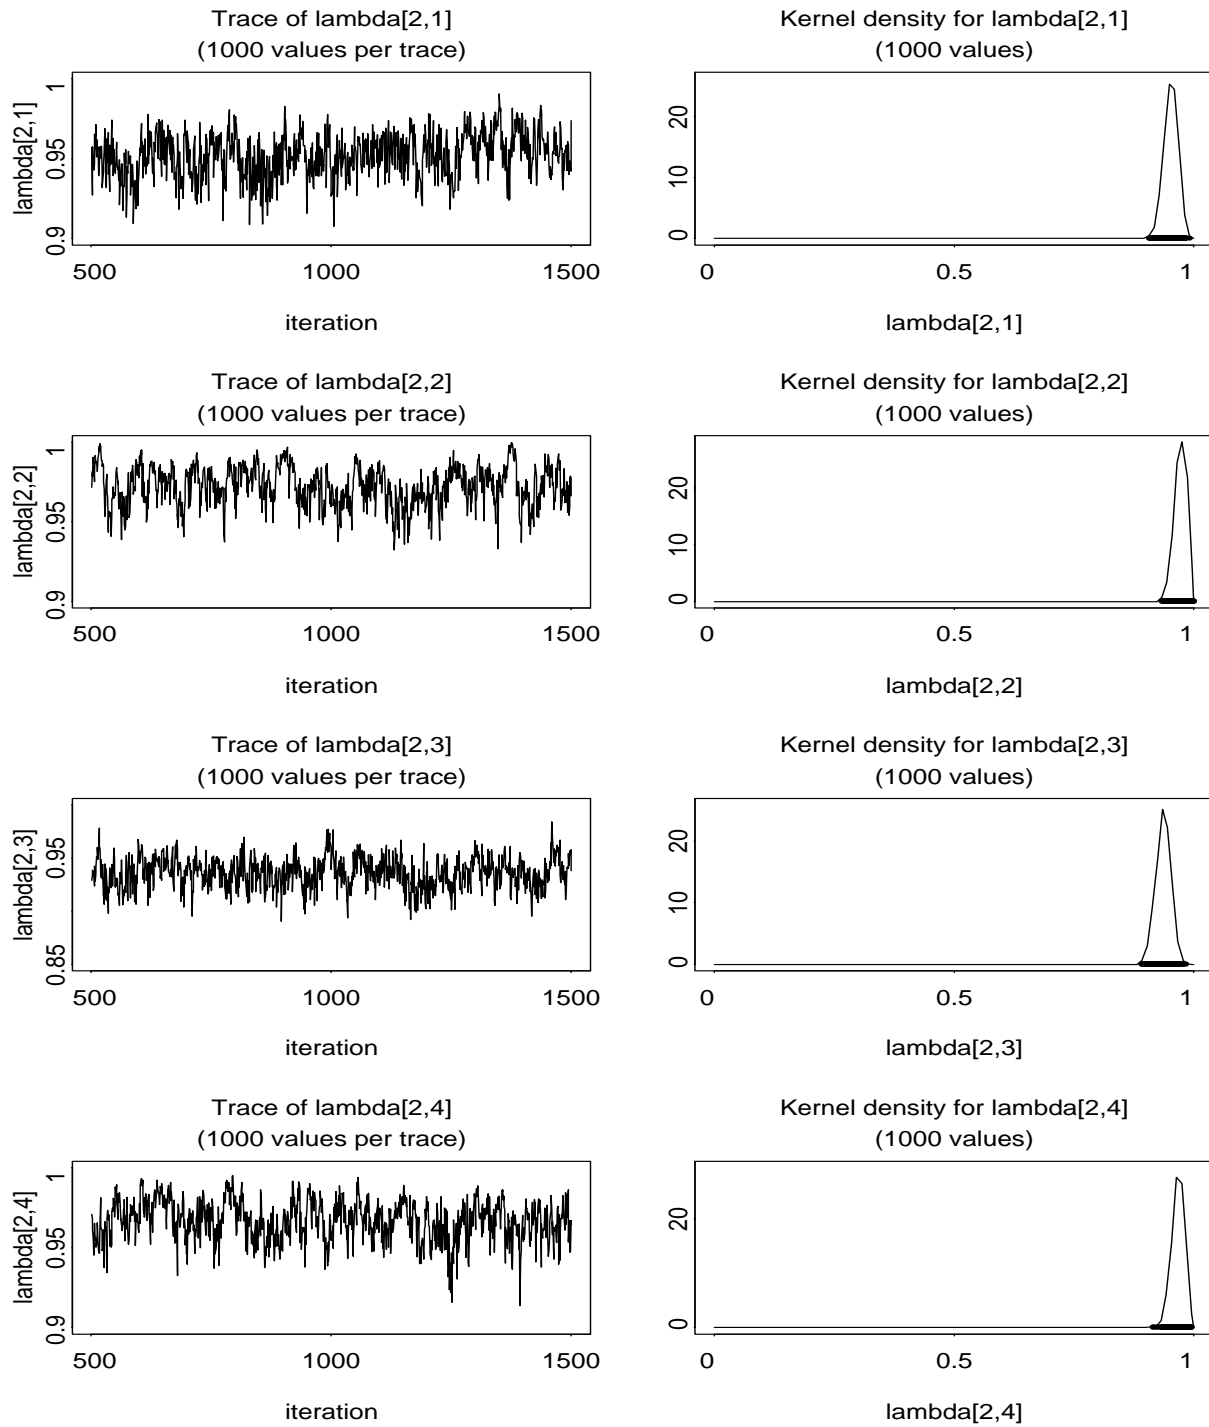 Trace of lambda[2,1]
(1000 values per trace)
lambda[2,1]
1
0.95
0.9
500 1000 1500
iteration
Kernel density for lambda[2,1]
(1000 values)
20
10
0
0 0.5 1
lambda[2,1]
Trace of lambda[2,2]
(1000 values per trace)
lambda[2,2]
1
0.95
0.9
500 1000 1500
iteration
Kernel density for lambda[2,2]
(1000 values)
20
10
0
0 0.5 1
lambda[2,2]
Trace of lambda[2,3]
(1000 values per trace)
lambda[2,3]
0.95
0.85
500 1000 1500
iteration
Kernel density for lambda[2,3]
(1000 values)
20
10
0
0 0.5 1
lambda[2,3]
Trace of lambda[2,4]
(1000 values per trace)
lambda[2,4]
1
0.95
0.9
500 1000 1500
iteration
Kernel density for lambda[2,4]
(1000 values)
20
0
0 0.5 1
lambda[2,4]